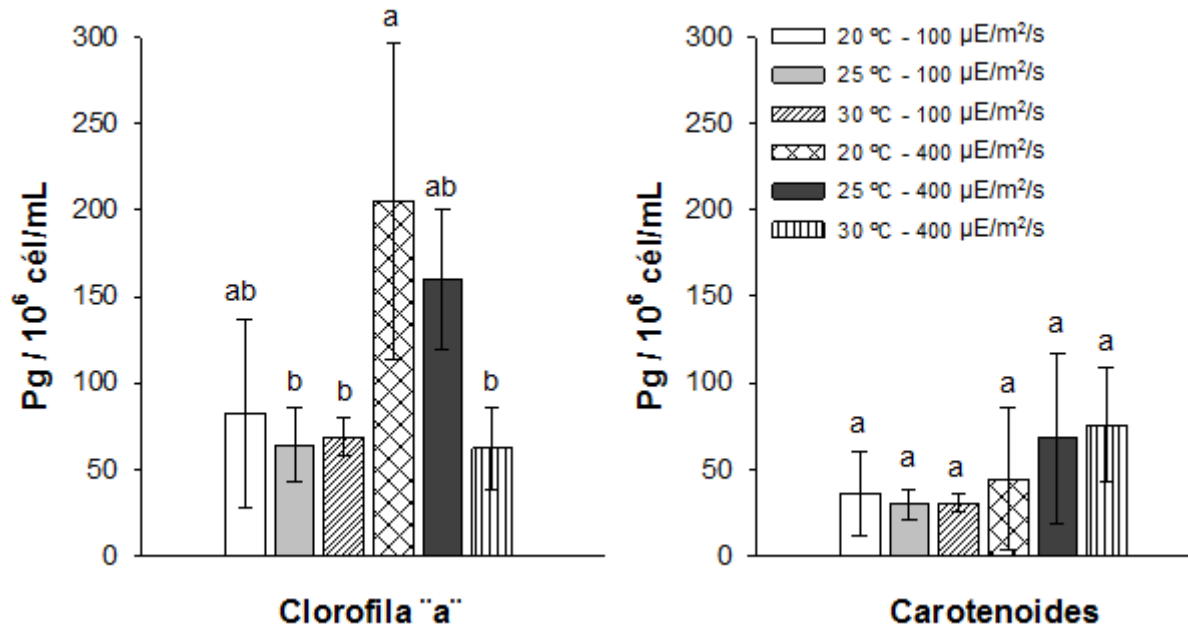 300
250
200
150
100
50
0
Pg / 10⁶ cél/mL
ab
b
b
a
ab
b
Clorofila ¨a¨
300
250
200
150
100
50
0
Pg / 10⁶ cél/mL
20 ºC - 100 µE/m²/s
25 ºC - 100 µE/m²/s
30 ºC - 100 µE/m²/s
20 ºC - 400 µE/m²/s
25 ºC - 400 µE/m²/s
30 ºC - 400 µE/m²/s
a
a
a
a
a
a
Carotenoides